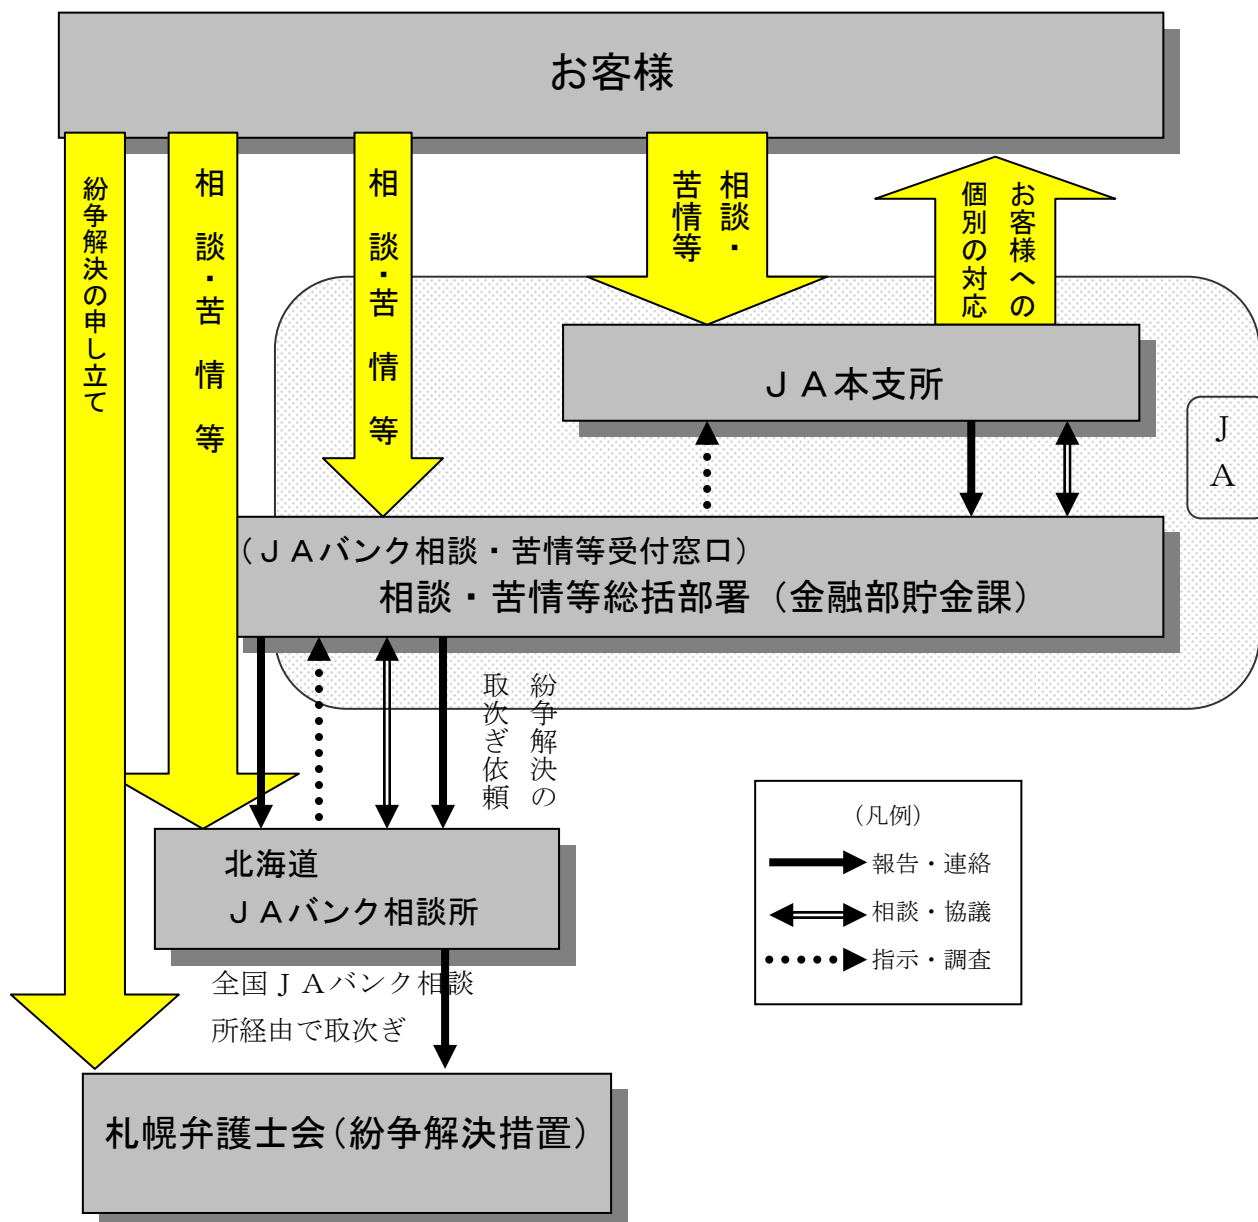 お客様
紛争解決の申し立て
相談・苦情等
相談・苦情等
相談・
苦情等
お客様への
個別の対応
ＪＡ本支所
ＪＡ
（ＪＡバンク相談・苦情等受付窓口）
相談・苦情等総括部署（金融部貯金課）
紛争解決の
取次ぎ依頼
（凡例）
報告・連絡
相談・協議
指示・調査
北海道
ＪＡバンク相談所
全国ＪＡバンク相談
所経由で取次ぎ
札幌弁護士会（紛争解決措置）